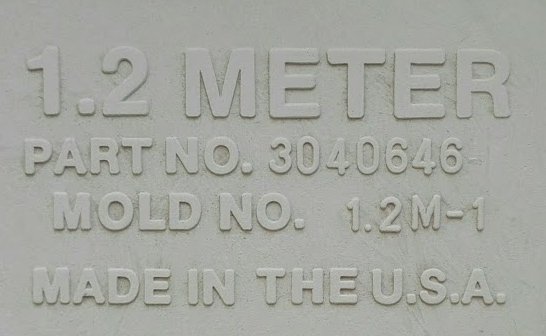 1.2 METER
PART NO. 3040646
MOLD NO. 1.2M-1
MADE IN THE U.S.A.